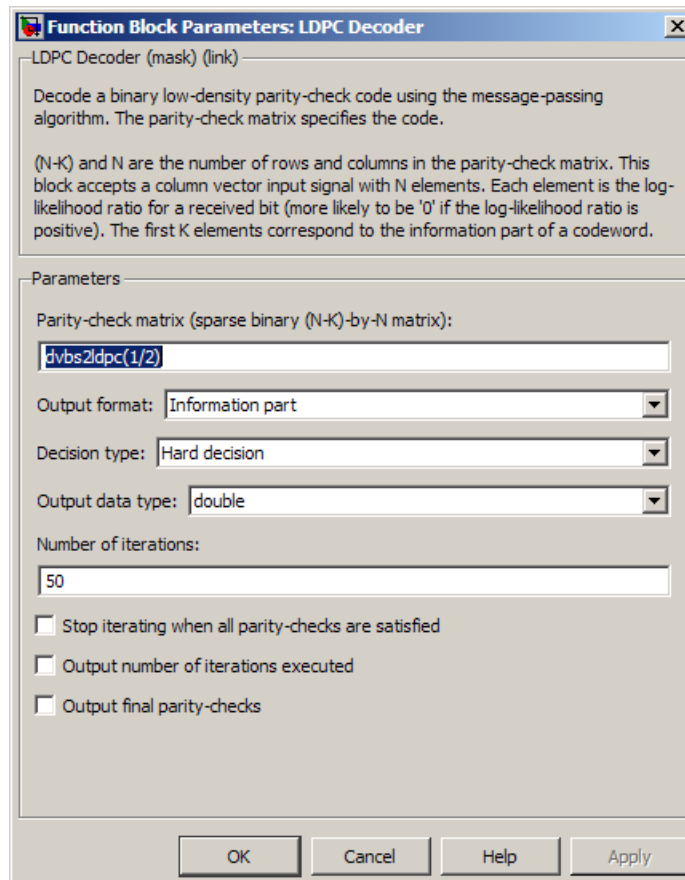 Function Block Parameters: LDPC Decoder
LDPC Decoder (mask) (link)
Decode a binary low-density parity-check code using the message-passing
algorithm. The parity-check matrix specifies the code.
(N-K) and N are the number of rows and columns in the parity-check matrix. This
block accepts a column vector input signal with N elements. Each element is the log-
likelihood ratio for a received bit (more likely to be '0' if the log-likelihood ratio is
positive). The first K elements correspond to the information part of a codeword.
Parameters
Parity-check matrix (sparse binary (N-K)-by-N matrix):
dvbs2ldpc(1/2)
Output format: Information part
Decision type: Hard decision
Output data type: double
Number of iterations:
50
Stop iterating when all parity-checks are satisfied
Output number of iterations executed
Output final parity-checks
OK Cancel Help Apply